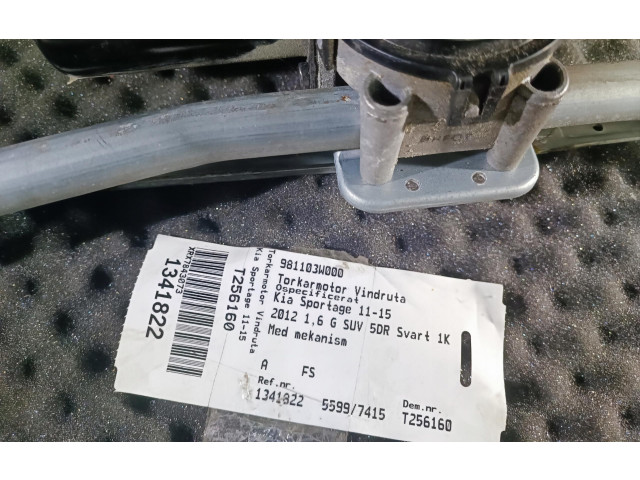 981103W000
Torkarmotor Vindruta
Ospecificerat
Kia Sportage 11-15
2012 1,6 G SUV 5DR Svart 1K
Med mekanism
A FS
Ref.nr.
1341822 5599/7415
Dem.nr.
T256160
Torkarmotor Vindruta
Kia Sportage 11-15
T256160
XRX7843073
1341822